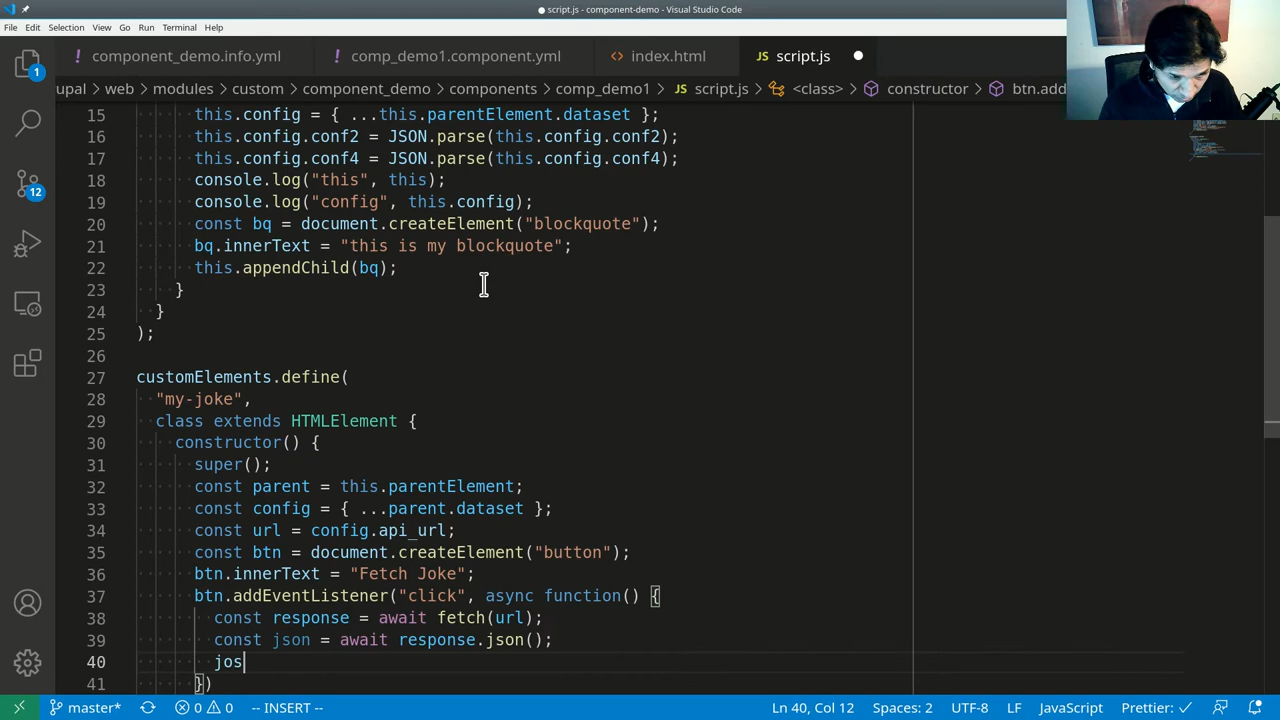 script.js - component-demo - Visual Studio Code
File Edit Selection View Go Run Terminal Help
component_demo.info.yml comp_demo1.component.yml index.html JS script.js
upal > web > modules > custom > component_demo > components > comp_demo1 > JS script.js > <class> > constructor > btn.add
15 this.config = { ...this.parentElement.dataset };
16 this.config.conf2 = JSON.parse(this.config.conf2);
17 this.config.conf4 = JSON.parse(this.config.conf4);
18 console.log("this", this);
19 console.log("config", this.config);
20 const bq = document.createElement("blockquote");
21 bq.innerText = "this is my blockquote";
22 this.appendChild(bq);
23 }
24 }
25 );
26
27 customElements.define(
28 "my-joke",
29 class extends HTMLElement {
30 constructor() {
31 super();
32 const parent = this.parentElement;
33 const config = { ...parent.dataset };
34 const url = config.api_url;
35 const btn = document.createElement("button");
36 btn.innerText = "Fetch Joke";
37 btn.addEventListener("click", async function() {
38 const response = await fetch(url);
39 const json = await response.json();
40 jos
41 })
1
12
master* 0 0 -- INSERT -- Ln 40, Col 12 Spaces: 2 UTF-8 LF JavaScript Prettier: ✓